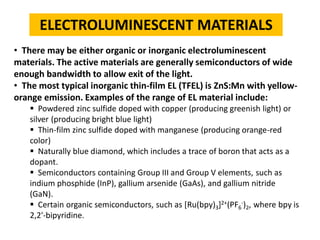 ELECTROLUMINESCENT MATERIALS
• There may be either organic or inorganic electroluminescent
materials. The active materials are generally semiconductors of wide
enough bandwidth to allow exit of the light.
• The most typical inorganic thin-film EL (TFEL) is ZnS:Mn with yellow-
orange emission. Examples of the range of EL material include:
▪ Powdered zinc sulfide doped with copper (producing greenish light) or
silver (producing bright blue light)
▪ Thin-film zinc sulfide doped with manganese (producing orange-red
color)
▪ Naturally blue diamond, which includes a trace of boron that acts as a
dopant.
▪ Semiconductors containing Group III and Group V elements, such as
indium phosphide (InP), gallium arsenide (GaAs), and gallium nitride
(GaN).
▪ Certain organic semiconductors, such as [Ru(bpy)₃]²⁺(PF₆⁻)₂, where bpy is
2,2'-bipyridine.